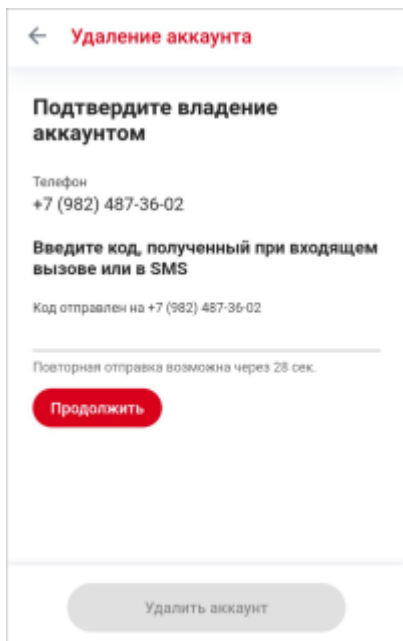 Удаление аккаунта
Подтвердите владение
аккаунтом
Телефон
+7 (982) 487-36-02
Введите код, полученный при входящем
вызове или в SMS
Код отправлен на +7 (982) 487-36-02
Повторная отправка возможна через 28 сек.
Продолжить
Удалить аккаунт